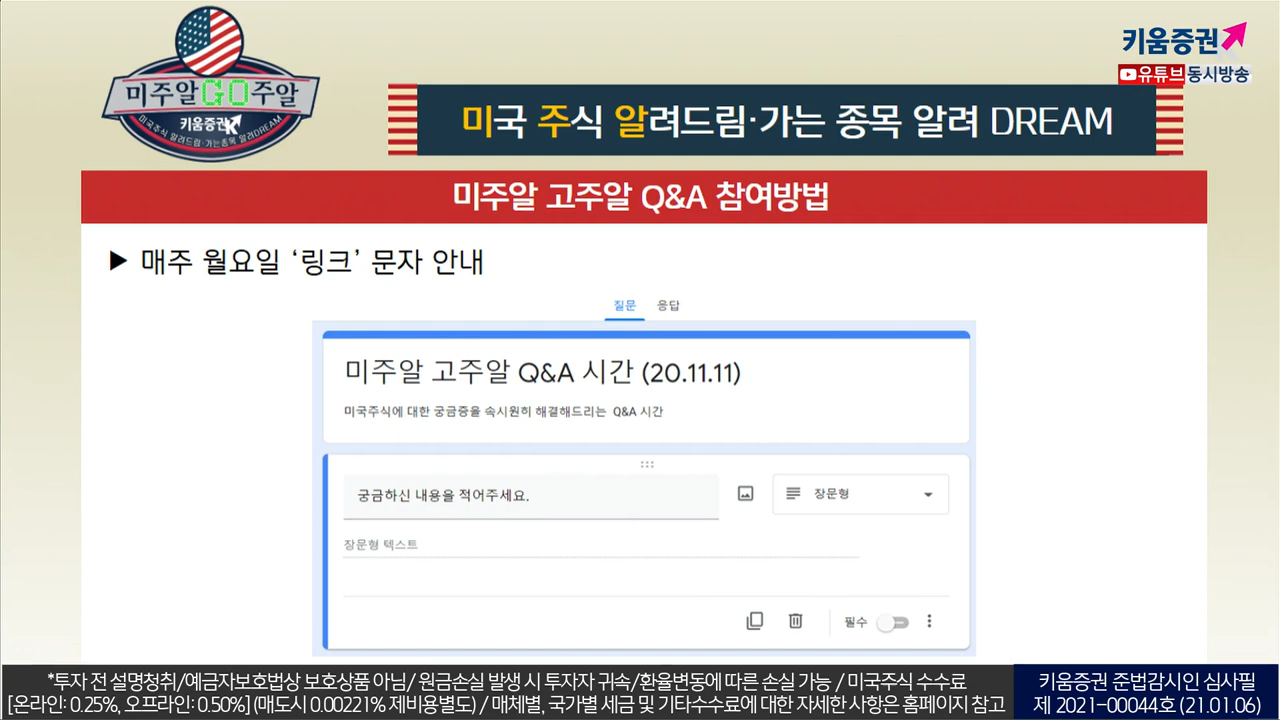 미주알GO주알
키움증권
미국주식 알려드림·가는종목 알려DREAM
키움증권
유튜브동시방송
미국 주식 알려드림·가는 종목 알려 DREAM
미주알 고주알 Q&A 참여방법
▶ 매주 월요일 ‘링크’ 문자 안내
질문 응답
미주알 고주알 Q&A 시간 (20.11.11)
미국주식에 대한 궁금증을 속시원히 해결해드리는 Q&A 시간
궁금하신 내용을 적어주세요.
장문형
장문형 텍스트
필수
*투자 전 설명청취/예금자보호법상 보호상품 아님/ 원금손실 발생 시 투자자 귀속/환율변동에 따른 손실 가능 / 미국주식 수수료
[온라인: 0.25%, 오프라인: 0.50%] (매도시 0.00221% 제비용별도) / 매체별, 국가별 세금 및 기타수수료에 대한 자세한 사항은 홈페이지 참고
키움증권 준법감시인 심사필
제 2021-00044호 (21.01.06)